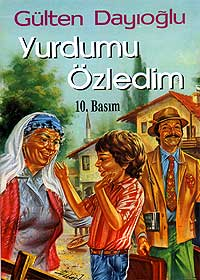 Gülten Dayıoğlu
Yurdumu
Özledim
10. Basım